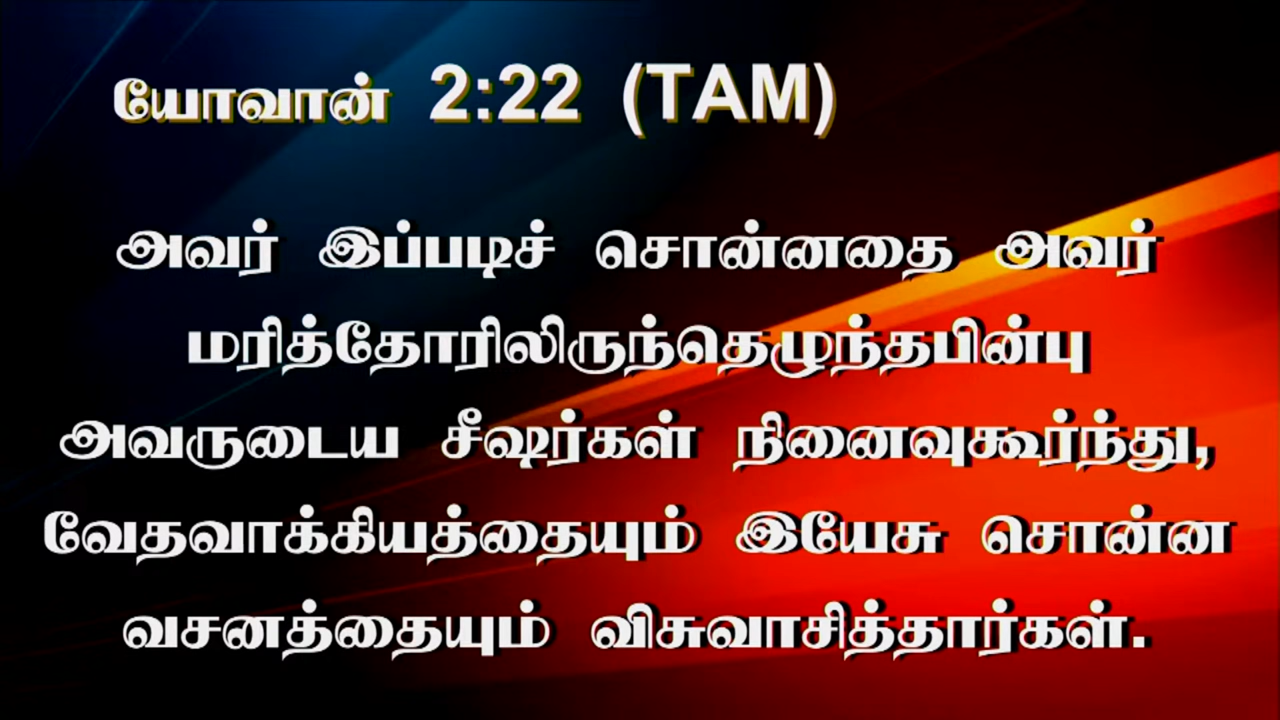 யோவான் 2:22 (TAM)
அவர் இப்படிச் சொன்னதை அவர்
மரித்தோரிலிருந்தெழுந்தபின்பு
அவருடைய சீஷர்கள் நினைவுகூர்ந்து,
வேதவாக்கியத்தையும் இயேசு சொன்ன
வசனத்தையும் விசுவாசித்தார்கள்.